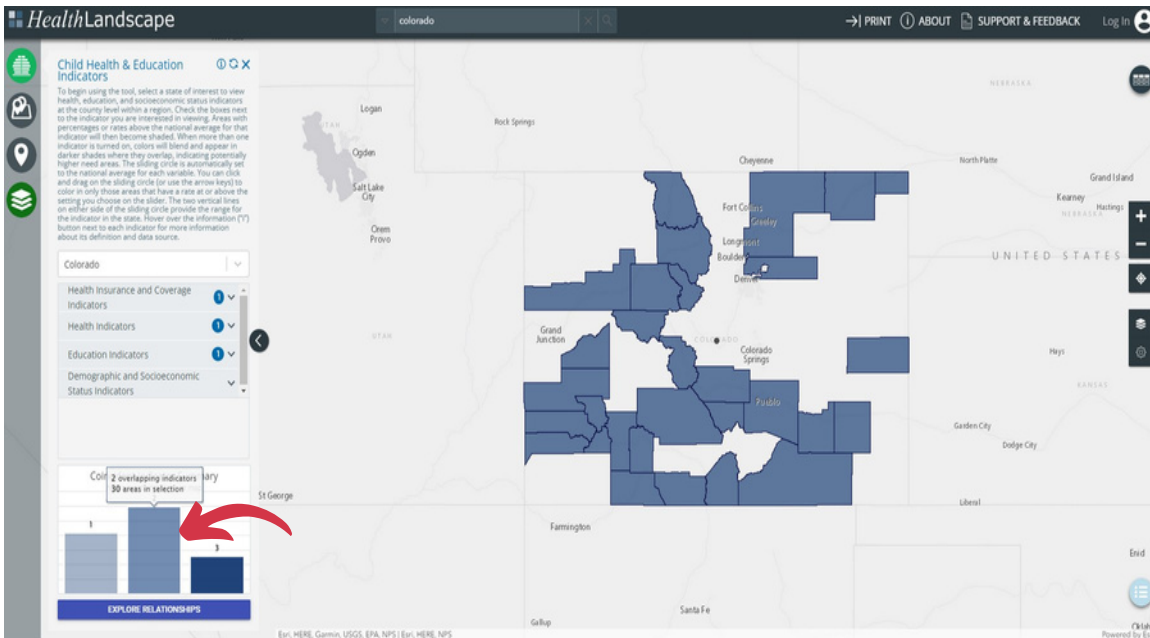 HealthLandscape
colorado
PRINT
ABOUT
SUPPORT & FEEDBACK
Log In
Child Health & Education
Indicators
To begin using the tool, select a state of interest to view
health, education, and socioeconomic status indicators
at the county level within a region. Check the boxes next
to the indicator you are interested in viewing. Areas with
percentages or rates above the national average for that
indicator will then become shaded. When more than one
indicator is turned on, colors will blend and appear in
darker shades where they overlap, indicating potentially
higher need areas. The sliding circle is automatically set
to the national average for each variable. You can click
and drag on the sliding circle (or use the arrow keys) to
color in only those areas that have a rate at or above the
setting you choose on the slider. The two vertical lines
on either side of the sliding circle provide the range for
the indicator in the state. Hover over the information ("i")
button next to each indicator for more information
about its definition and data source.
Colorado
Health Insurance and Coverage
Indicators
1
Health Indicators
1
Education Indicators
1
Demographic and Socioeconomic
Status Indicators
2 overlapping indicators
30 areas in selection
1
3
EXPLORE RELATIONSHIPS
Logan
Rock Springs
NEBRASKA
UTAH
Ogden
Salt Lake
City
Orem
Provo
Cheyenne
North Platte
Grand Island
Kearney
Hastings
NEBRASKA
Fort Collins
Greeley
Longmont
Boulder
Denver
UNITED STATES
UTAH
Grand
Junction
COLORADO
Colorado
Springs
Hays
KANSAS
Pueblo
Garden City
Dodge City
St George
Liberal
Farmington
Enid
Santa Fe
Gallup
Esri, HERE, Garmin, USGS, EPA, NPS | Esri, HERE, NPS
Powered by Es